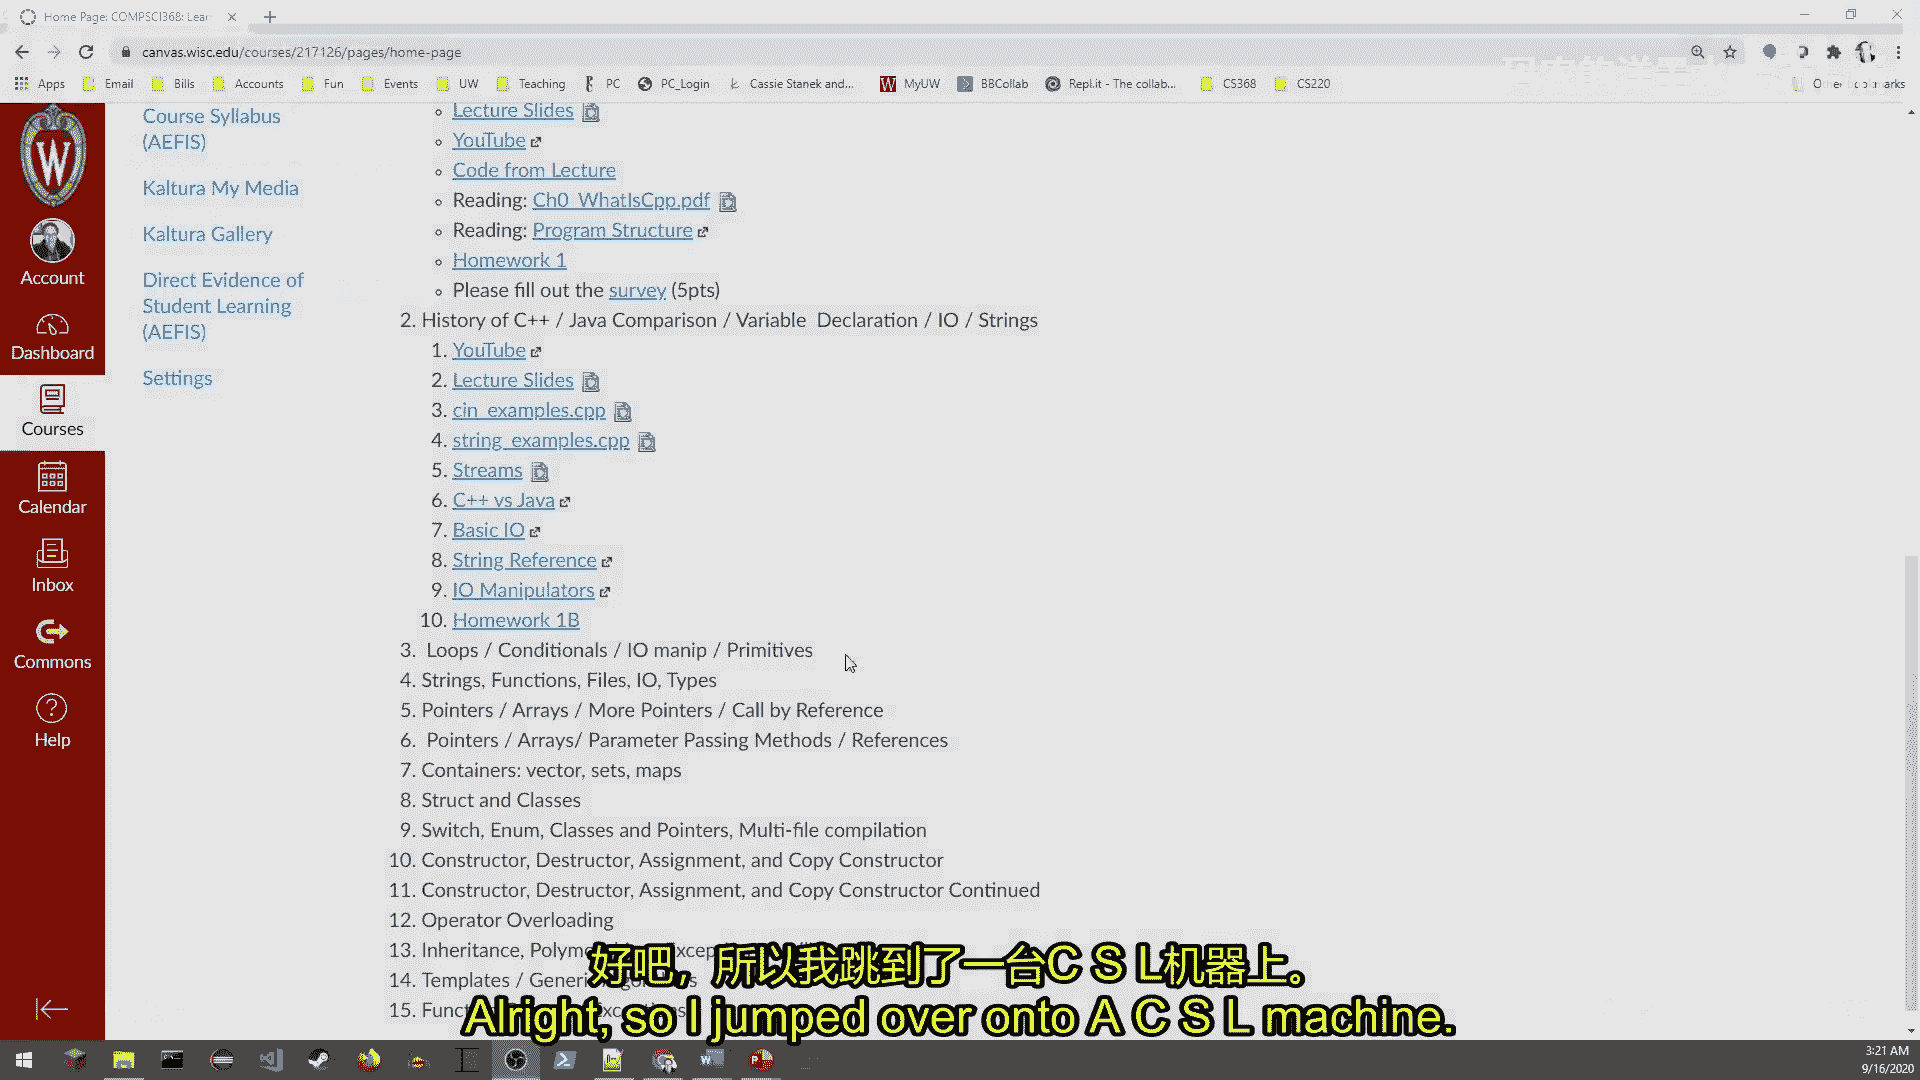 Home Page: COMPSCI368: Lear
canvas.wisc.edu/courses/217126/pages/home-page
Apps Email Bills Accounts Fun Events UW Teaching PC PC_Login Cassie Stanek and... MyUW BBCollab Repl.it - The collab... CS368 CS220
Account
Dashboard
Courses
Calendar
Inbox
Commons
Help
Course Syllabus
(AEFIS)
Kaltura My Media
Kaltura Gallery
Direct Evidence of
Student Learning
(AEFIS)
Settings
Lecture Slides
YouTube
Code from Lecture
Reading: Ch0_WhatIsCpp.pdf
Reading: Program Structure
Homework 1
Please fill out the survey (5pts)
2. History of C++ / Java Comparison / Variable Declaration / IO / Strings
1. YouTube
2. Lecture Slides
3. cin_examples.cpp
4. string_examples.cpp
5. Streams
6. C++ vs Java
7. Basic IO
8. String Reference
9. IO Manipulators
10. Homework 1B
3. Loops / Conditionals / IO manip / Primitives
4. Strings, Functions, Files, IO, Types
5. Pointers / Arrays / More Pointers / Call by Reference
6. Pointers / Arrays/ Parameter Passing Methods / References
7. Containers: vector, sets, maps
8. Struct and Classes
9. Switch, Enum, Classes and Pointers, Multi-file compilation
10. Constructor, Destructor, Assignment, and Copy Constructor
11. Constructor, Destructor, Assignment, and Copy Constructor Continued
12. Operator Overloading
13. Inheritance,
14. Templates /
15.
好吧，所以我跳到了一台C S L机器上。
Alright, so I jumped over onto A C S L machine.
3:21 AM
9/16/2020